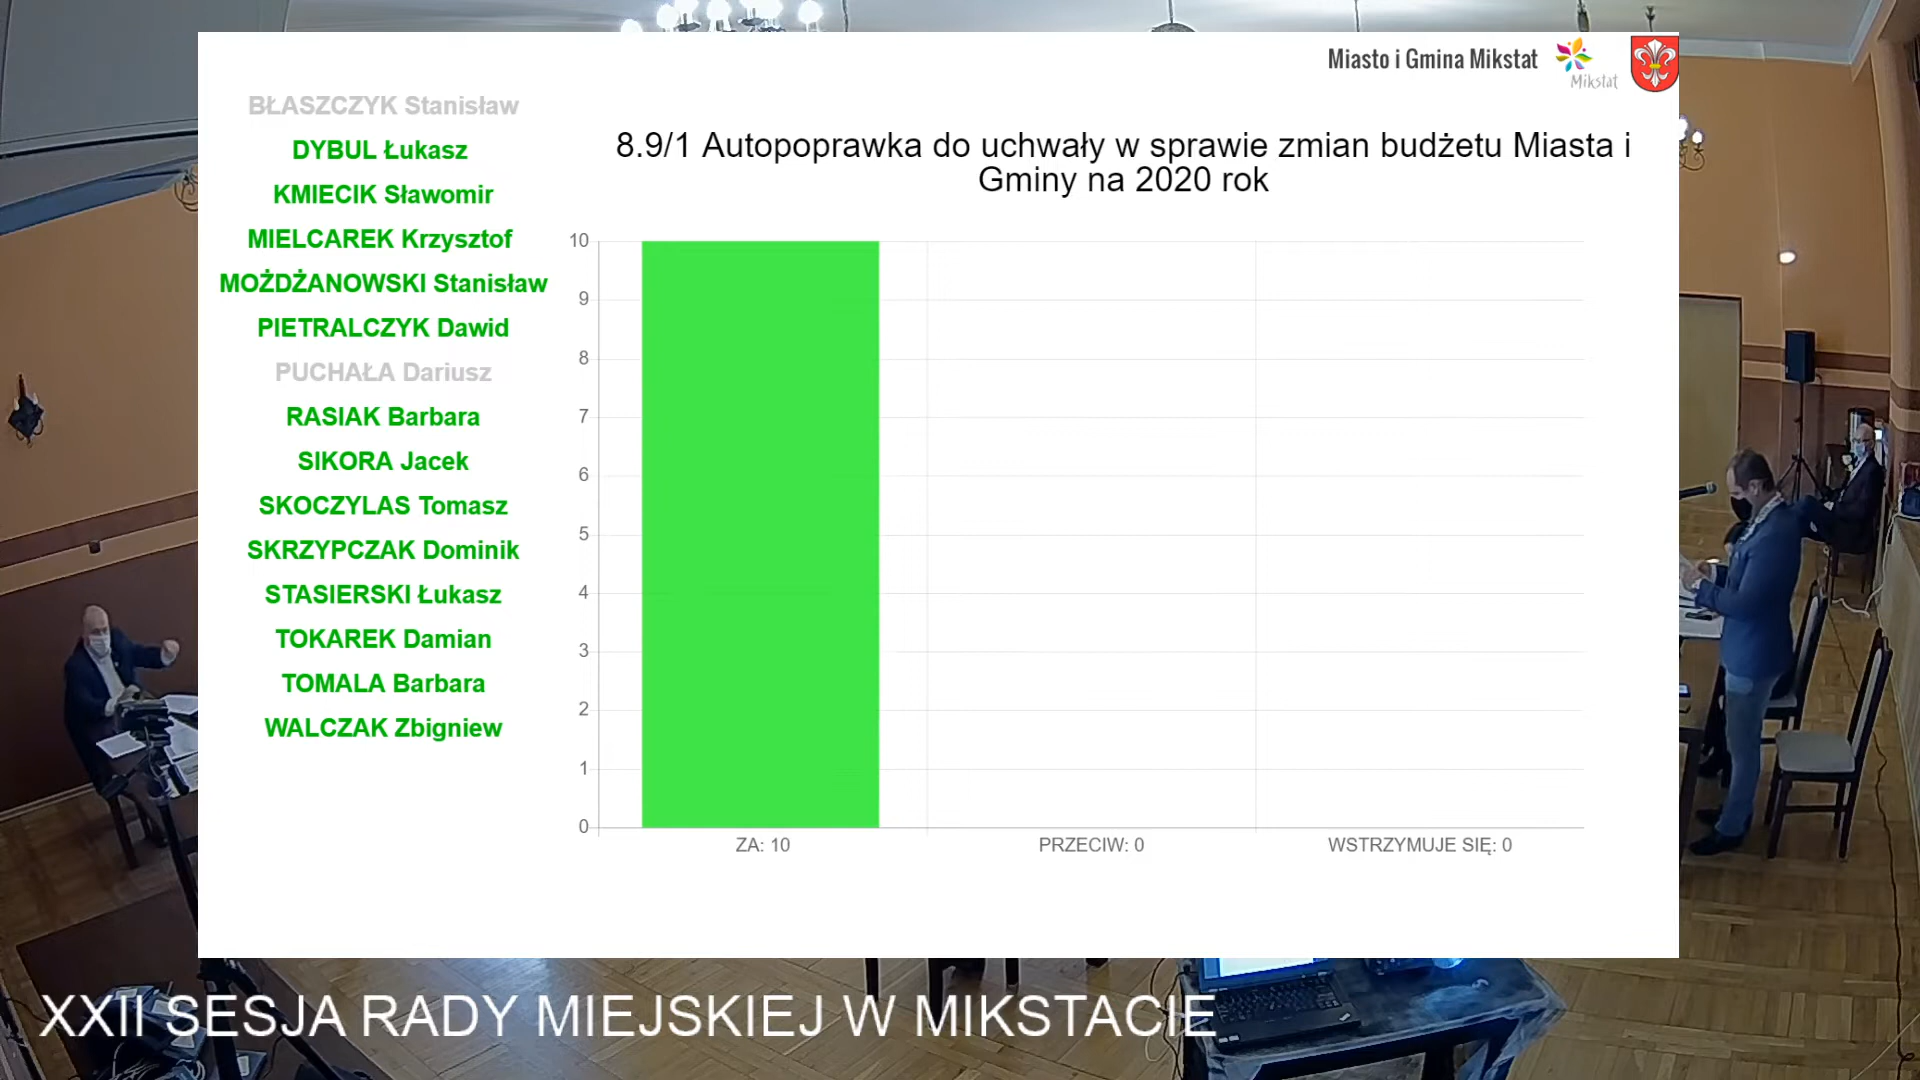 Miasto i Gmina Mikstat
Mikstat
BŁASZCZYK Stanisław
DYBUL Łukasz
KMIECIK Sławomir
MIELCAREK Krzysztof
MOŻDŻANOWSKI Stanisław
PIETRALCZYK Dawid
PUCHAŁA Dariusz
RASIAK Barbara
SIKORA Jacek
SKOCZYLAS Tomasz
SKRZYPCZAK Dominik
STASIERSKI Łukasz
TOKAREK Damian
TOMALA Barbara
WALCZAK Zbigniew
8.9/1 Autopoprawka do uchwały w sprawie zmian budżetu Miasta i
Gminy na 2020 rok
10
9
8
7
6
5
4
3
2
1
0
ZA: 10
PRZECIW: 0
WSTRZYMUJE SIĘ: 0
XXII SESJA RADY MIEJSKIEJ W MIKSTACIE